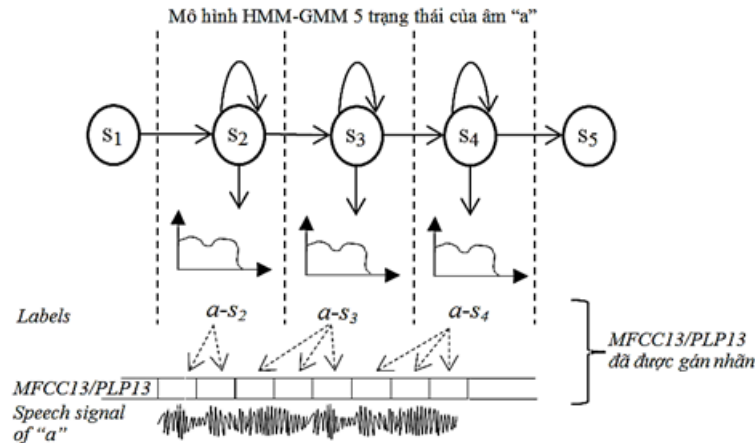 Mô hình HMM-GMM 5 trạng thái của âm “a”
S1 S2 S3 S4 S5
Labels a-s2 a-s3 a-s4
MFCC13/PLP13
đã được gán nhãn
MFCC13/PLP13
Speech signal
of “a”